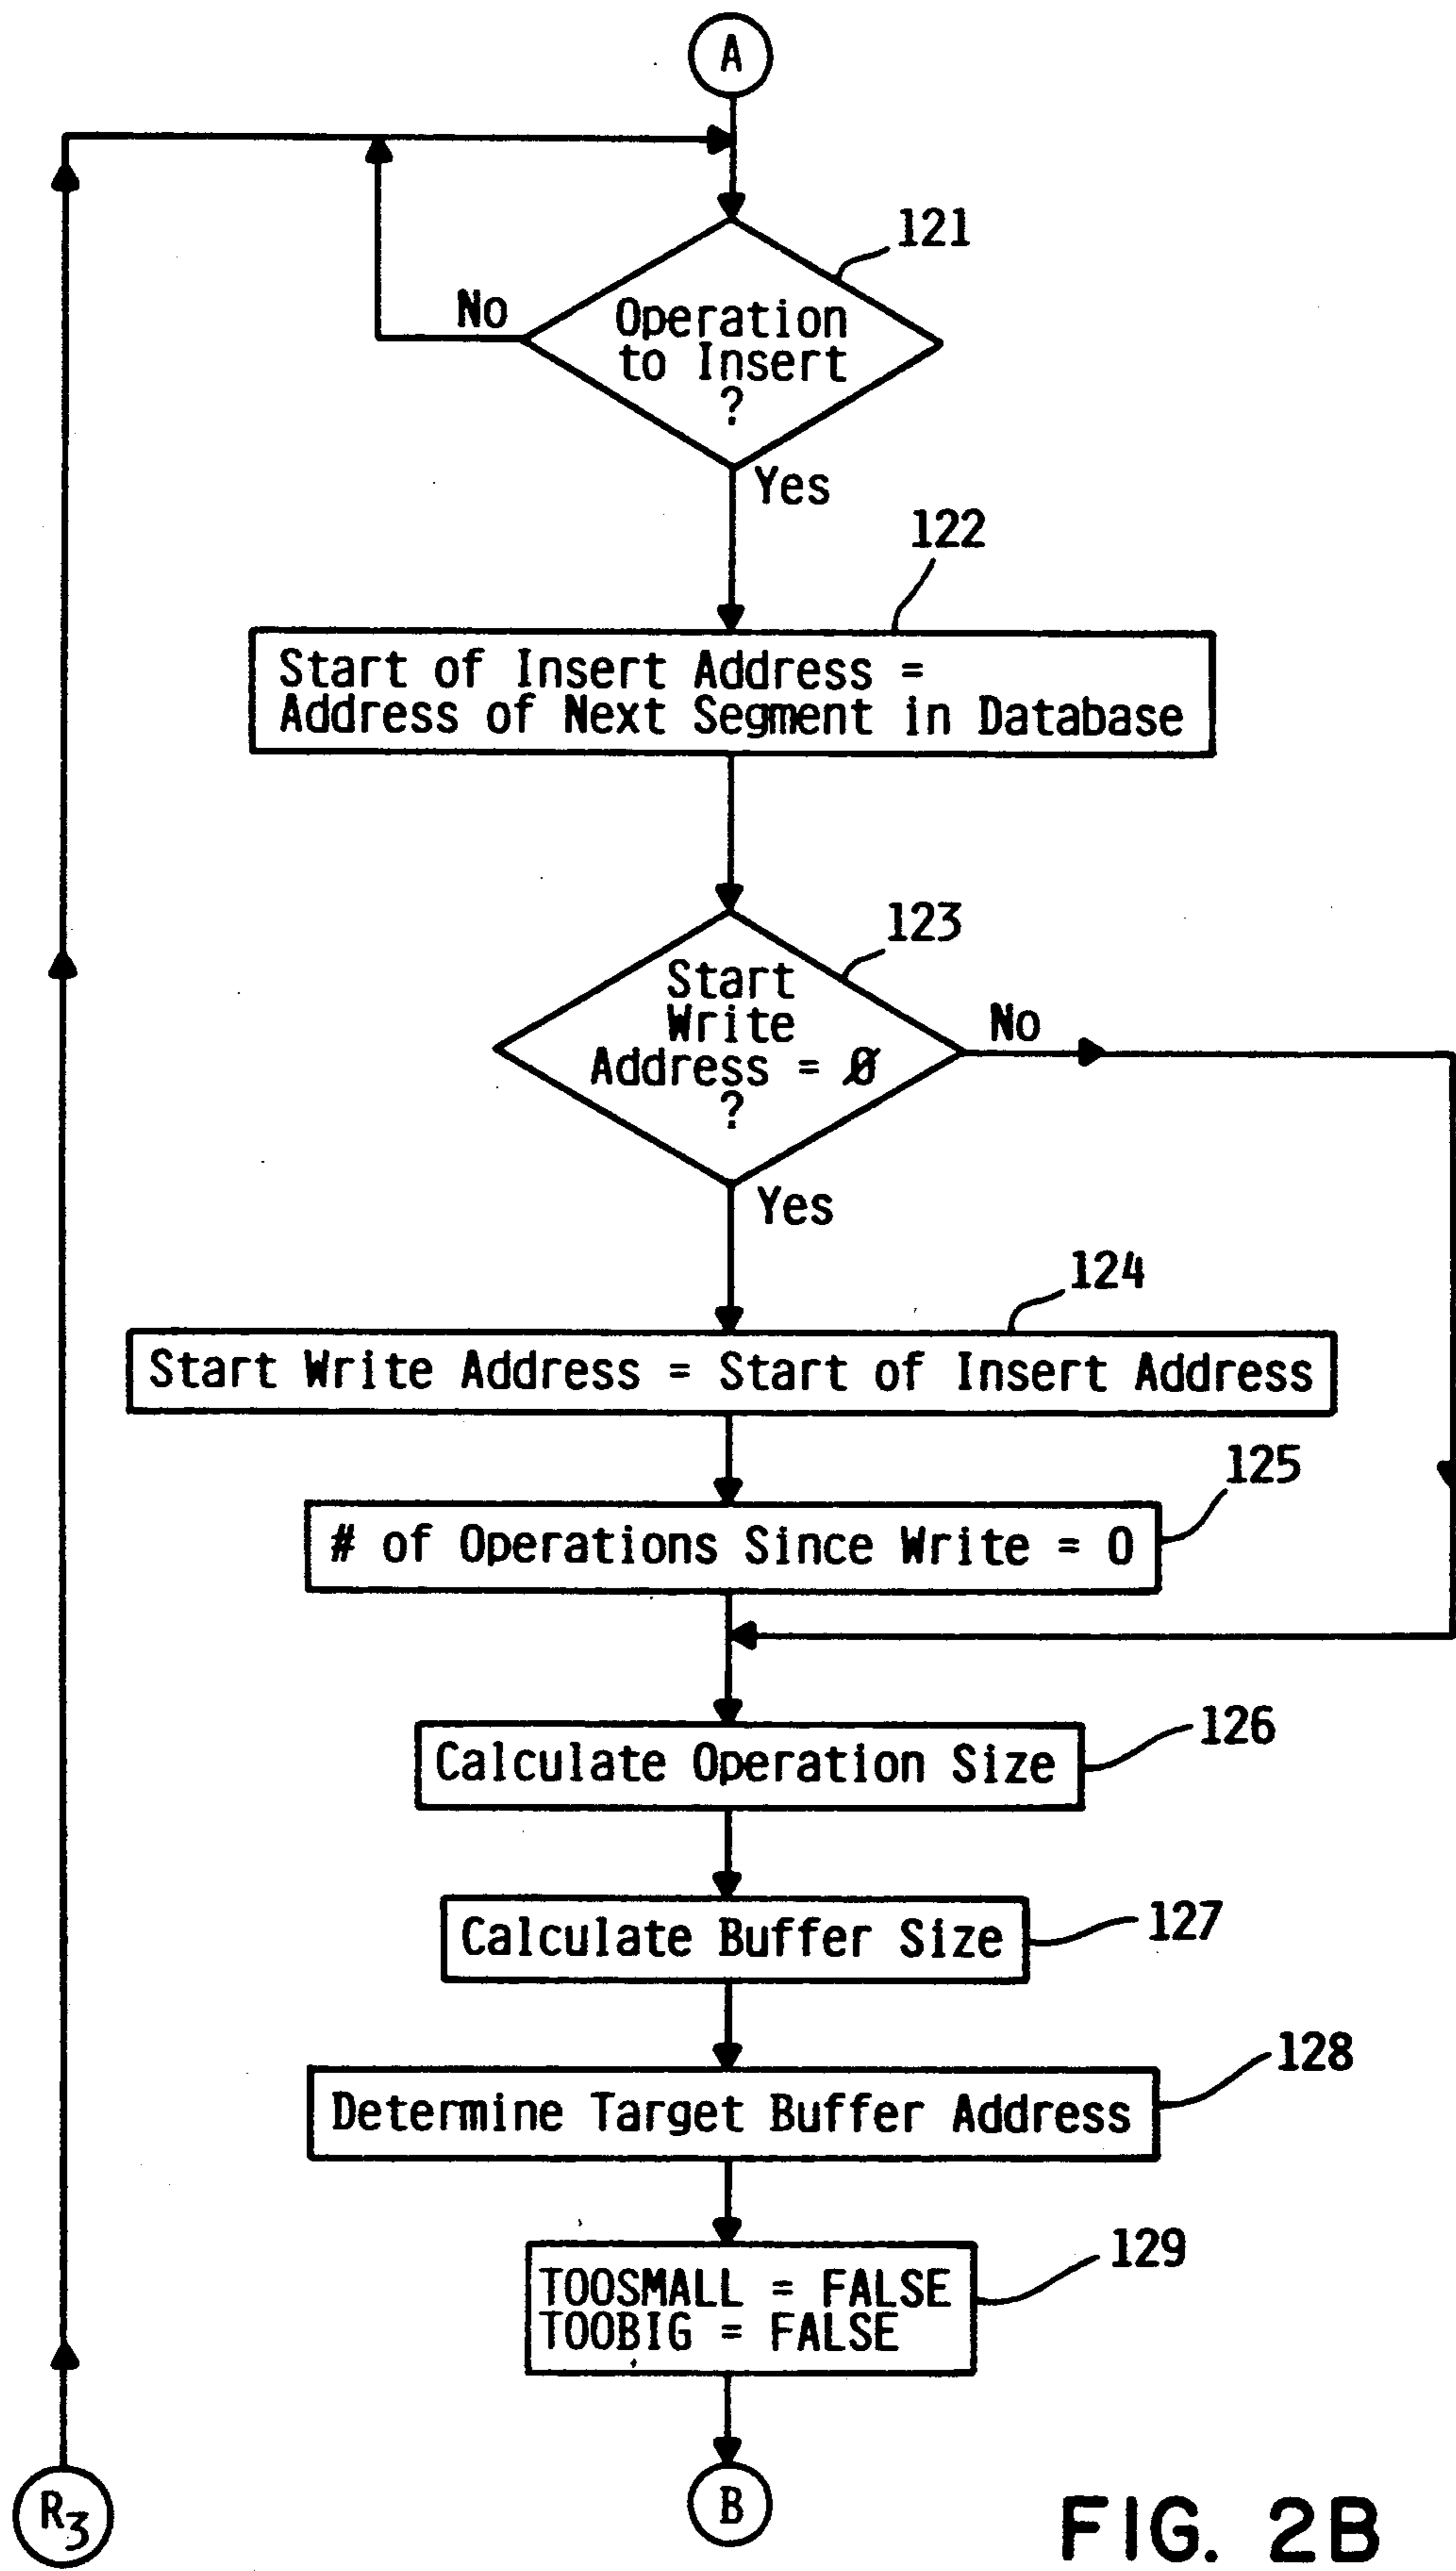 A
121
No
Operation
to Insert
?
Yes
122
Start of Insert Address =
Address of Next Segment in Database
123
Start
Write
Address = Ø
?
No
Yes
124
Start Write Address = Start of Insert Address
125
# of Operations Since Write = 0
126
Calculate Operation Size
127
Calculate Buffer Size
128
Determine Target Buffer Address
129
TOOSMALL = FALSE
TOOBIG = FALSE
R3
B
FIG. 2B